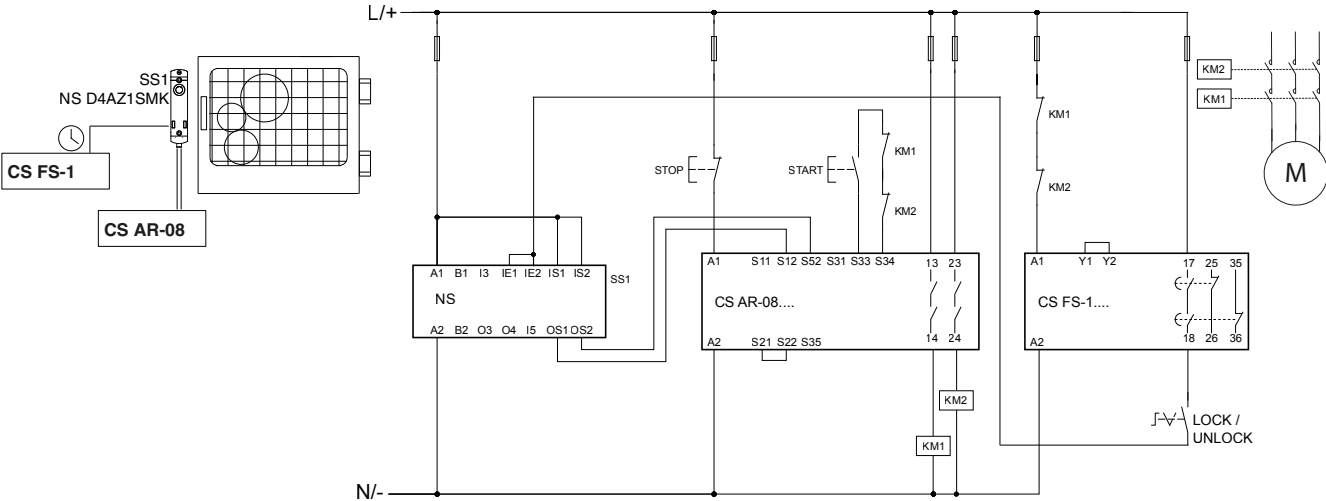 L/+
SS1
NS D4AZ1SMK
CS FS-1
CS AR-08
KM2
KM1
M
KM1
KM2
STOP
START
KM1
KM2
A1 B1 I3 IE1 IE2 IS1 IS2
SS1
NS
A2 B2 O3 O4 I5 OS1 OS2
A1 S11 S12 S52 S31 S33 S34 13 23
CS AR-08....
A2 S21 S22 S35 14 24
A1 Y1 Y2 17 25 35
CS FS-1....
A2 18 26 36
KM2
KM1
LOCK /
UNLOCK
N/-